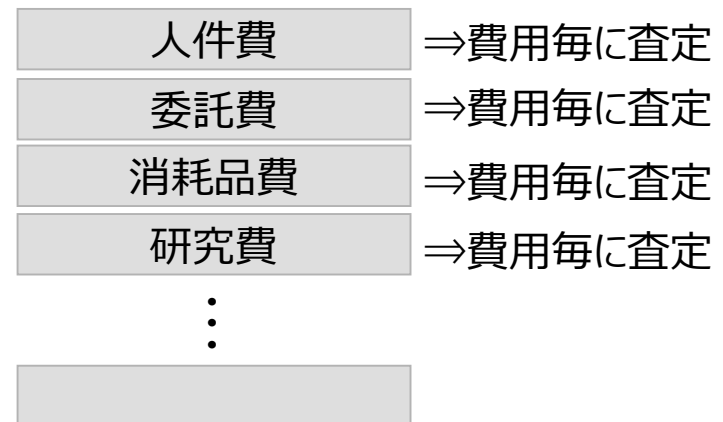 人件費 ⇒費用毎に査定
委託費 ⇒費用毎に査定
消耗品費 ⇒費用毎に査定
研究費 ⇒費用毎に査定
⋮